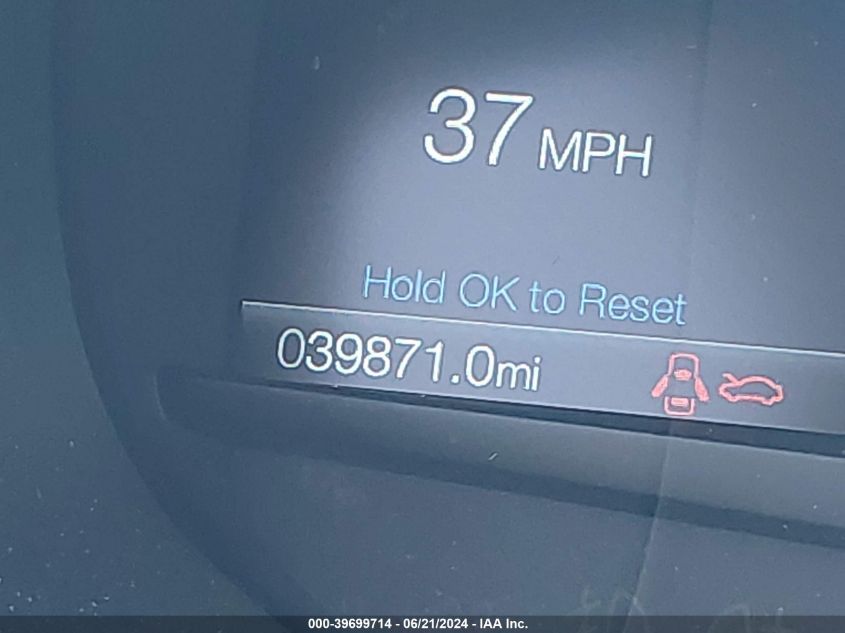 37 MPH
Hold OK to Reset
039871.0mi
000-39699714 - 06/21/2024 - IAA Inc.